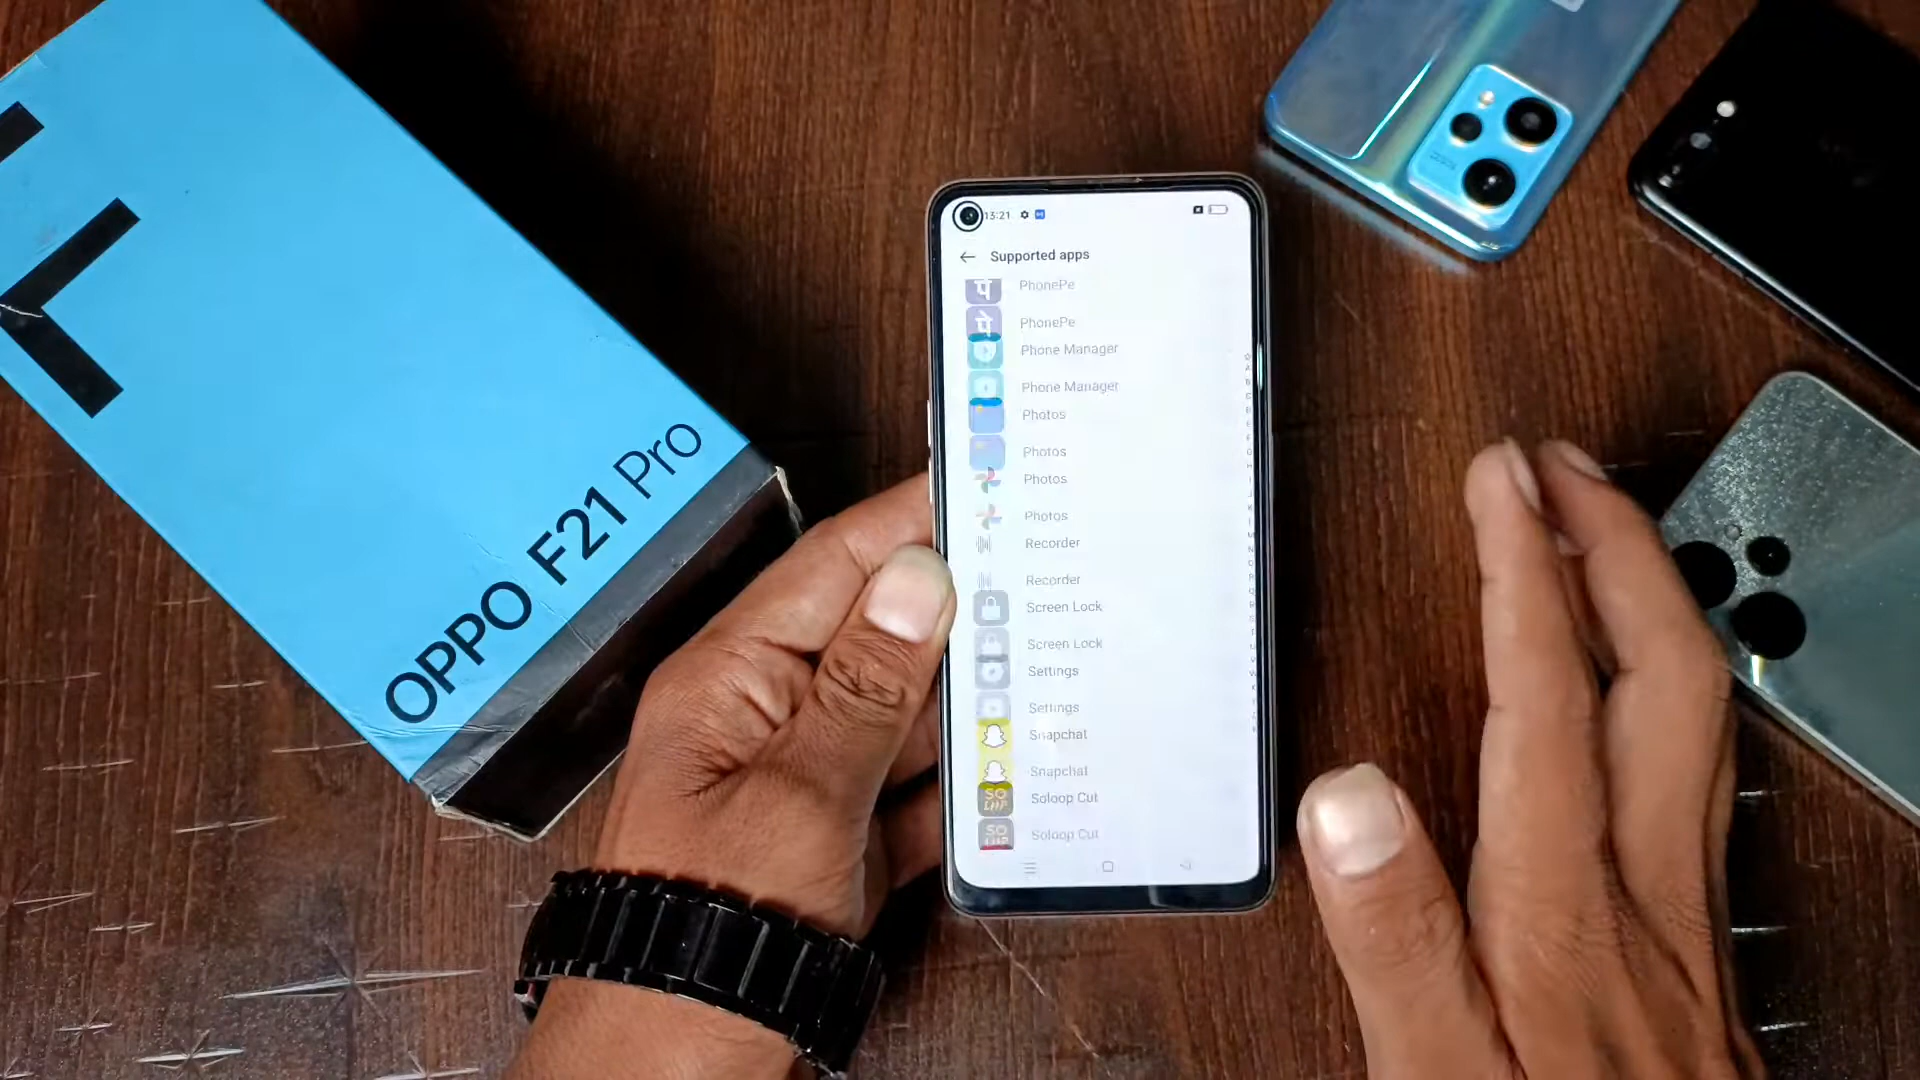 OPPO F21 Pro
13:21
Supported apps
PhonePe
PhonePe
Phone Manager
Phone Manager
Photos
Photos
Photos
Photos
Recorder
Recorder
Screen Lock
Screen Lock
Settings
Settings
Snapchat
Snapchat
Soloop Cut
Soloop Cut